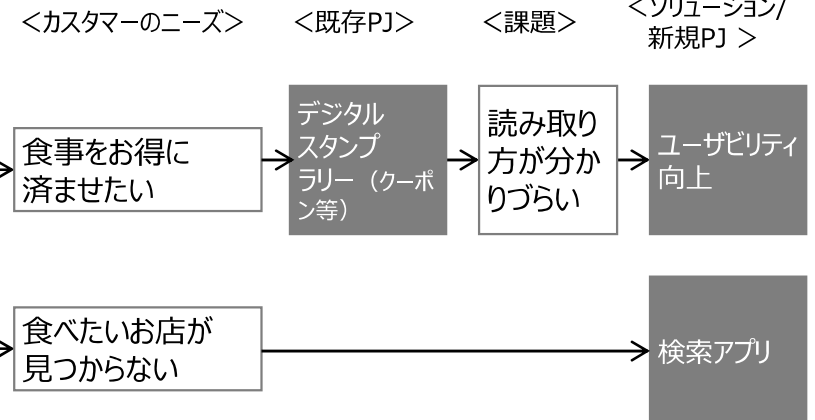 ＜カスタマーのニーズ＞
＜既存PJ＞
＜課題＞
＜ソリューション/
新規PJ ＞
食事をお得に
済ませたい
デジタル
スタンプ
ラリー（クーポ
ン等）
読み取り
方が分か
りづらい
ユーザビリティ
向上
食べたいお店が
見つからない
検索アプリ